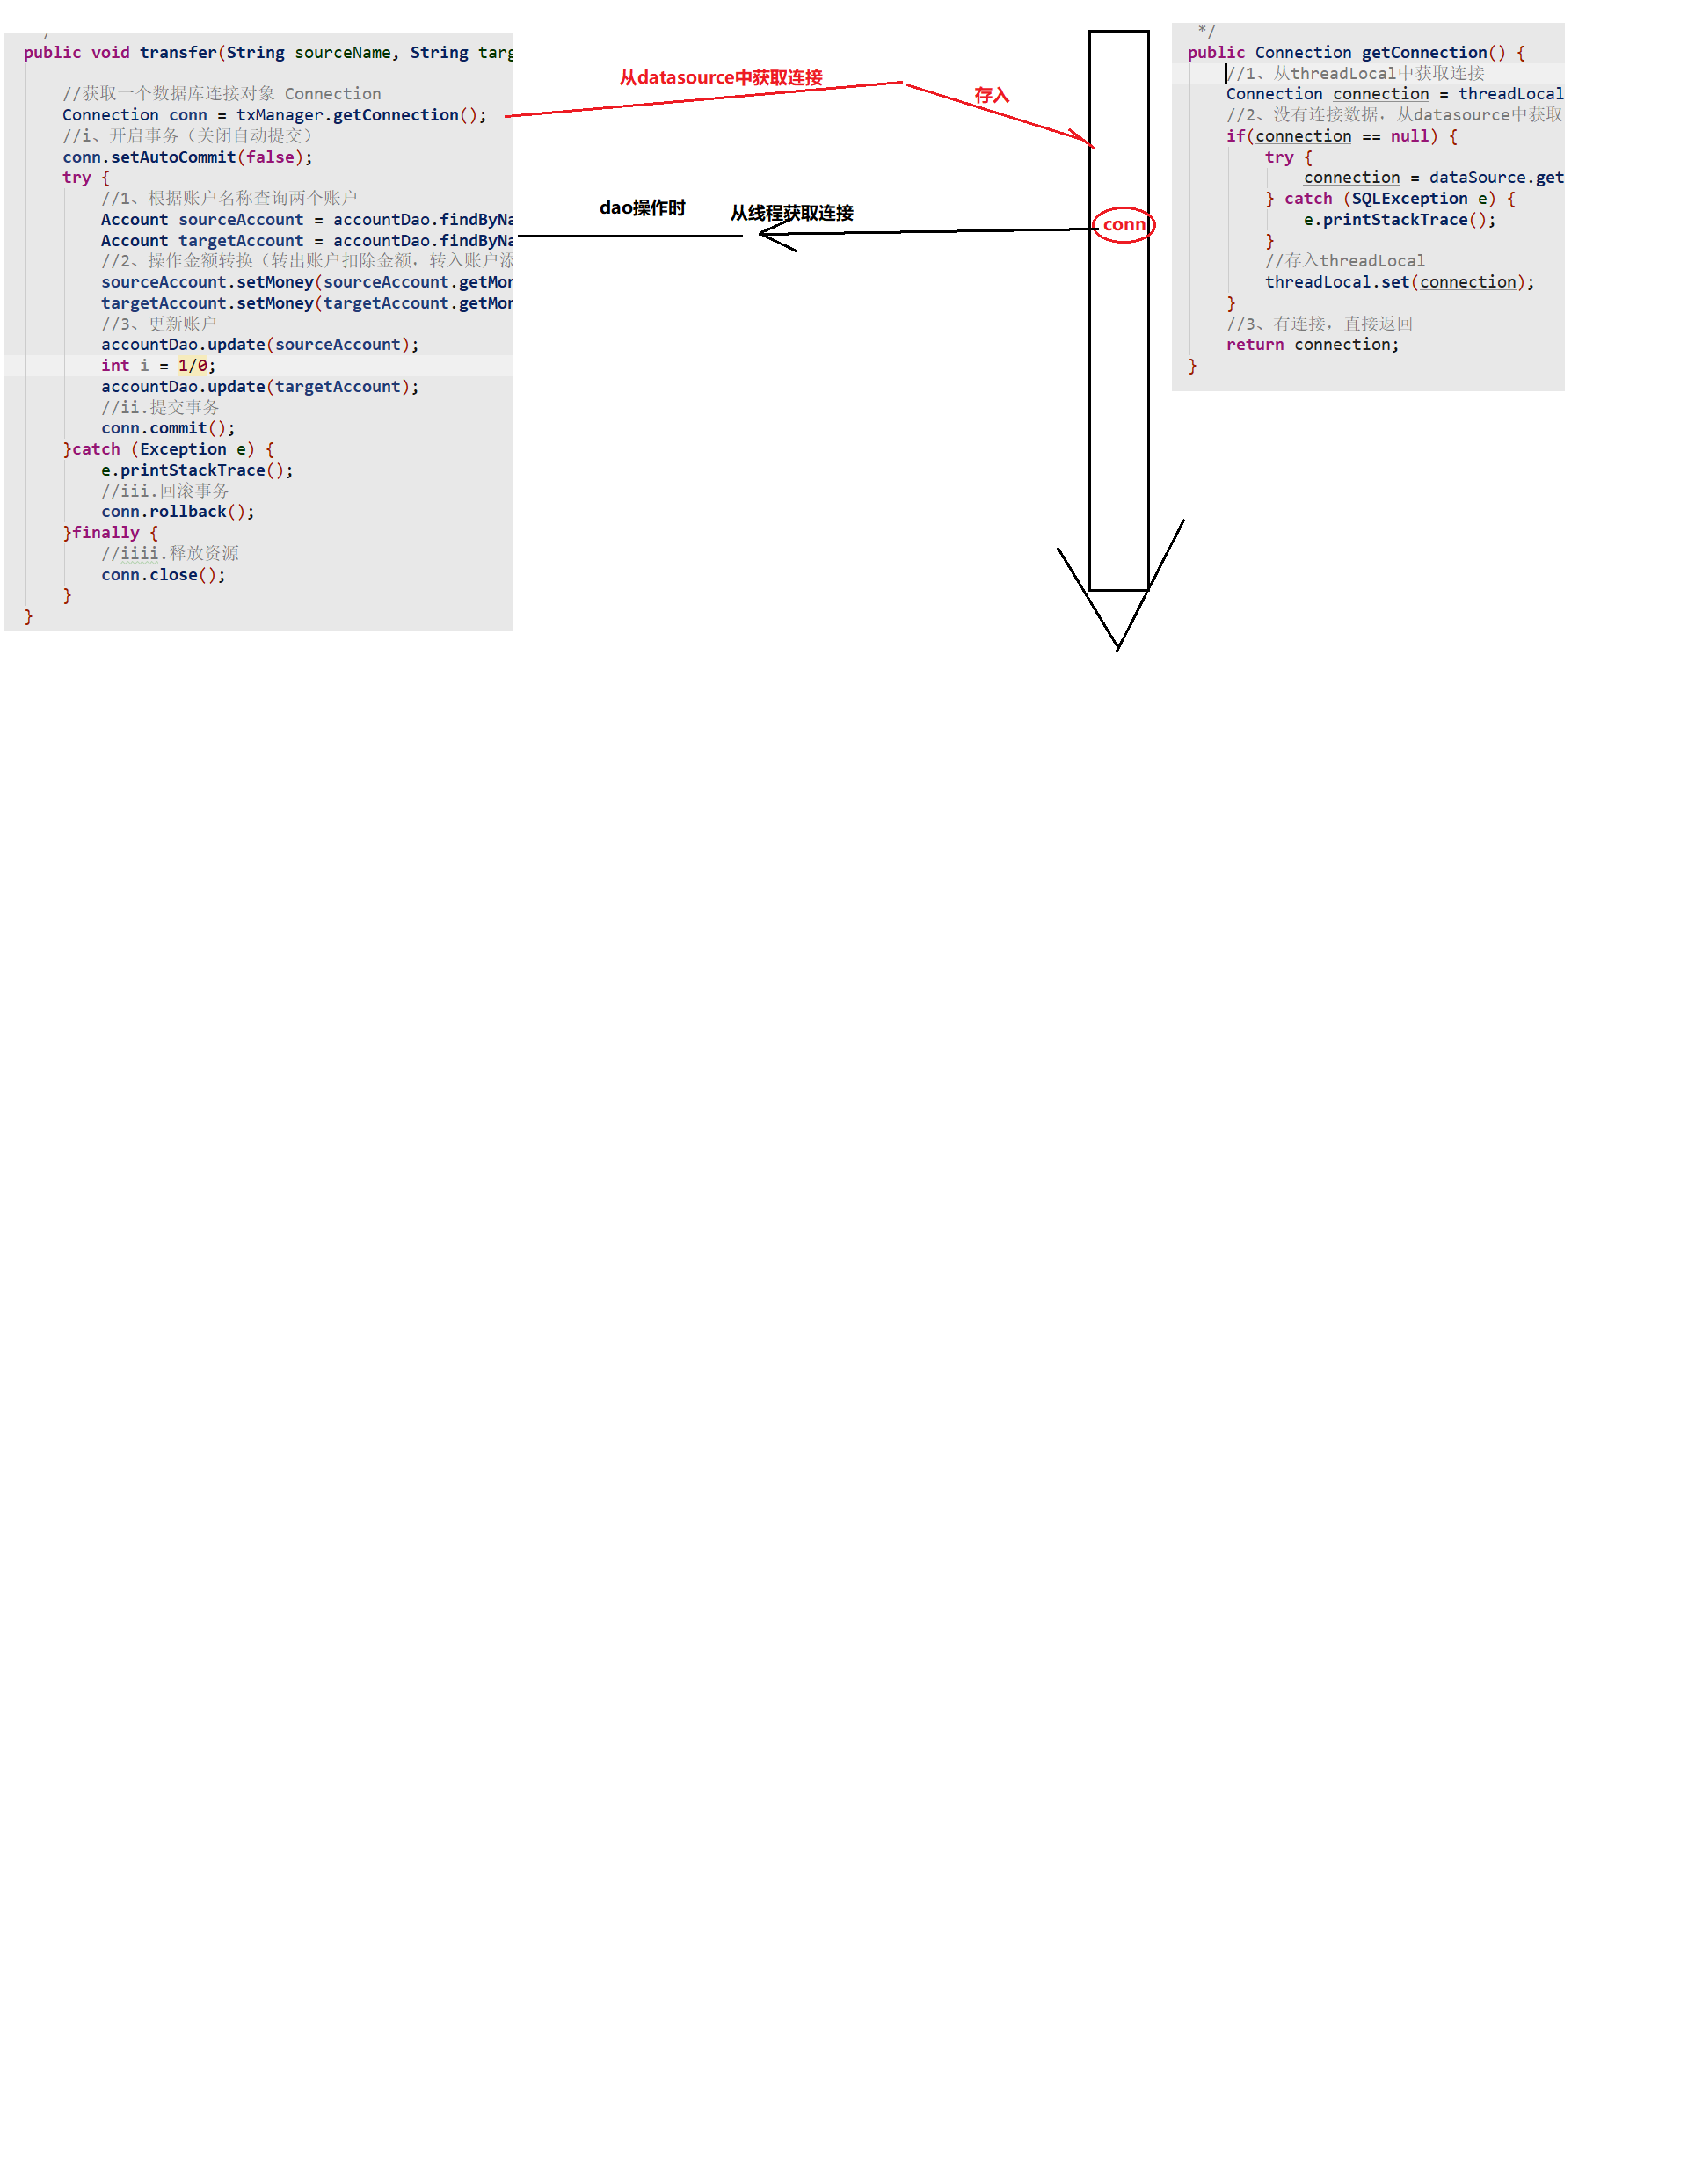 public void transfer(String sourceName, String targ
//获取一个数据库连接对象 Connection
Connection conn = txManager.getConnection();
//i、开启事务（关闭自动提交）
conn.setAutoCommit(false);
try {
//1、根据账户名称查询两个账户
Account sourceAccount = accountDao.findByNa
Account targetAccount = accountDao.findByNa
//2、操作金额转换（转出账户扣除金额，转入账户添
sourceAccount.setMoney(sourceAccount.getMon
targetAccount.setMoney(targetAccount.getMon
//3、更新账户
accountDao.update(sourceAccount);
int i = 1/0;
accountDao.update(targetAccount);
//ii.提交事务
conn.commit();
}catch (Exception e) {
e.printStackTrace();
//iii.回滚事务
conn.rollback();
}finally {
//iiii.释放资源
conn.close();
}
}
从datasource中获取连接
存入
dao操作时
从线程获取连接
conn
*/
public Connection getConnection() {
//1、从threadLocal中获取连接
Connection connection = threadLocal
//2、没有连接数据，从datasource中获取
if(connection == null) {
try {
connection = dataSource.get
} catch (SQLException e) {
e.printStackTrace();
}
//存入threadLocal
threadLocal.set(connection);
}
//3、有连接，直接返回
return connection;
}